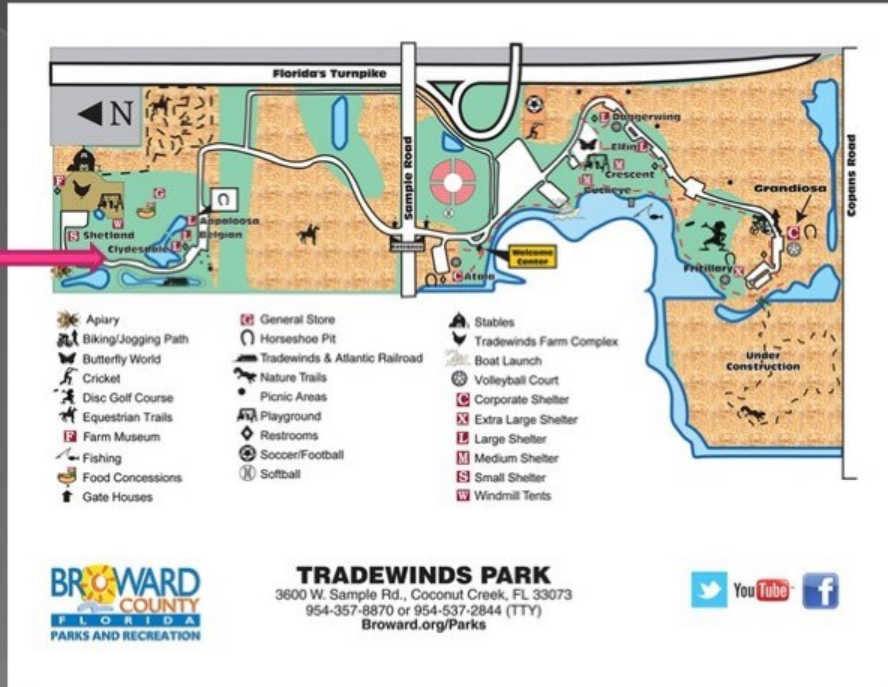 Florida's Turnpike
N
Sample Road
Copans Road
Daggerwing
L
Elfin L
M
Crescent
M
Buckeye
Grandiosa
C
F
G
W
S Shetland
Clydesdale L
L
Appaloosa
L
Belgian
Entrance
Welcome
Center
C Atma
Fritillary X
Under
Construction
Apiary
Biking/Jogging Path
Butterfly World
Cricket
Disc Golf Course
Equestrian Trails
F Farm Museum
Fishing
Food Concessions
Gate Houses
G General Store
Horseshoe Pit
Tradewinds & Atlantic Railroad
Nature Trails
Picnic Areas
Playground
Restrooms
Soccer/Football
Softball
Stables
Tradewinds Farm Complex
Boat Launch
Volleyball Court
C Corporate Shelter
X Extra Large Shelter
L Large Shelter
M Medium Shelter
S Small Shelter
W Windmill Tents
BROWARD
COUNTY
FLORIDA
PARKS AND RECREATION
TRADEWINDS PARK
3600 W. Sample Rd., Coconut Creek, FL 33073
954-357-8870 or 954-537-2844 (TTY)
Broward.org/Parks
YouTube
f